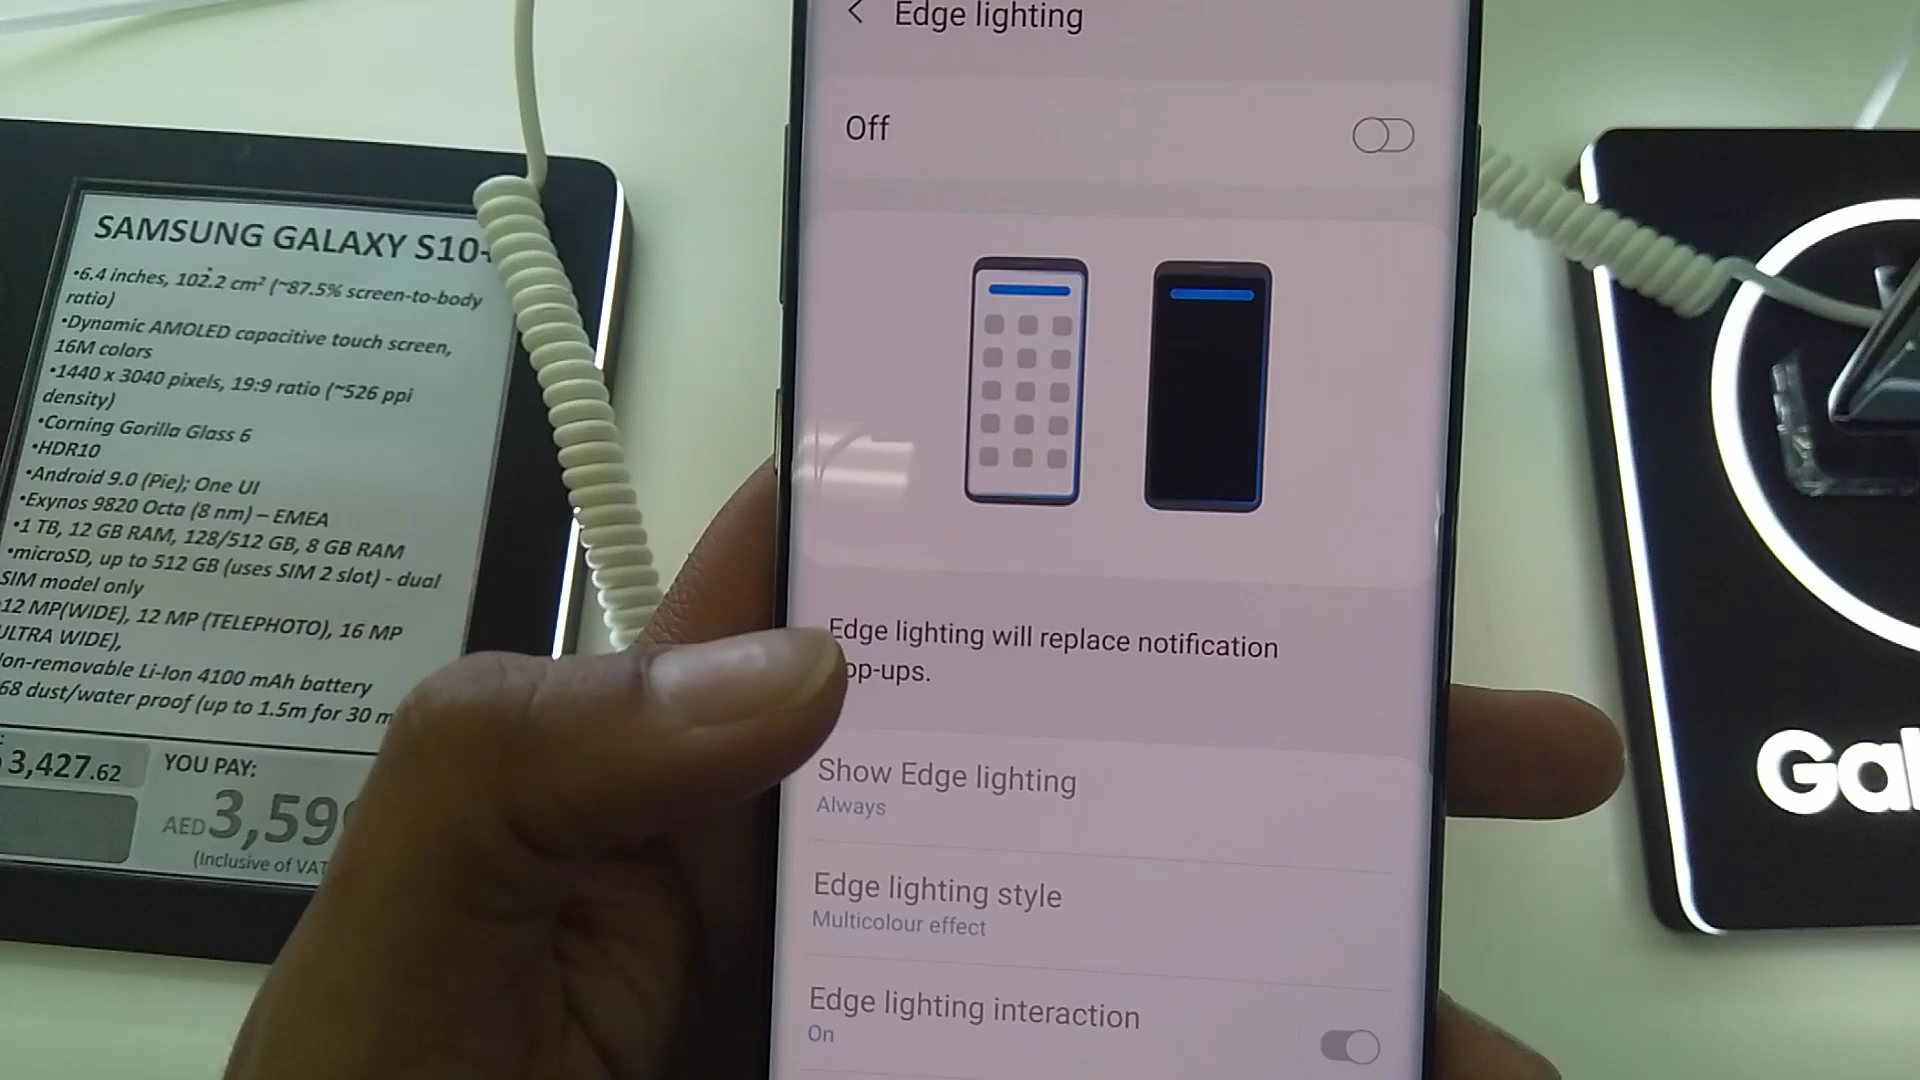 SAMSUNG GALAXY S10+
•6.4 inches, 102.2 cm² (~87.5% screen-to-body
ratio)
•Dynamic AMOLED capacitive touch screen,
16M colors
•1440 x 3040 pixels, 19:9 ratio (~526 ppi
density)
•Corning Gorilla Glass 6
•HDR10
•Android 9.0 (Pie); One UI
•Exynos 9820 Octa (8 nm) – EMEA
•1 TB, 12 GB RAM, 128/512 GB, 8 GB RAM
•microSD, up to 512 GB (uses SIM 2 slot) - dual
SIM model only
12 MP(WIDE), 12 MP (TELEPHOTO), 16 MP
ULTRA WIDE),
on-removable Li-Ion 4100 mAh battery
68 dust/water proof (up to 1.5m for 30 m
3,427.62
YOU PAY:
AED 3,59
(Inclusive of VAT
Edge lighting
Off
Edge lighting will replace notification
op-ups.
Show Edge lighting
Always
Edge lighting style
Multicolour effect
Edge lighting interaction
On
Gal